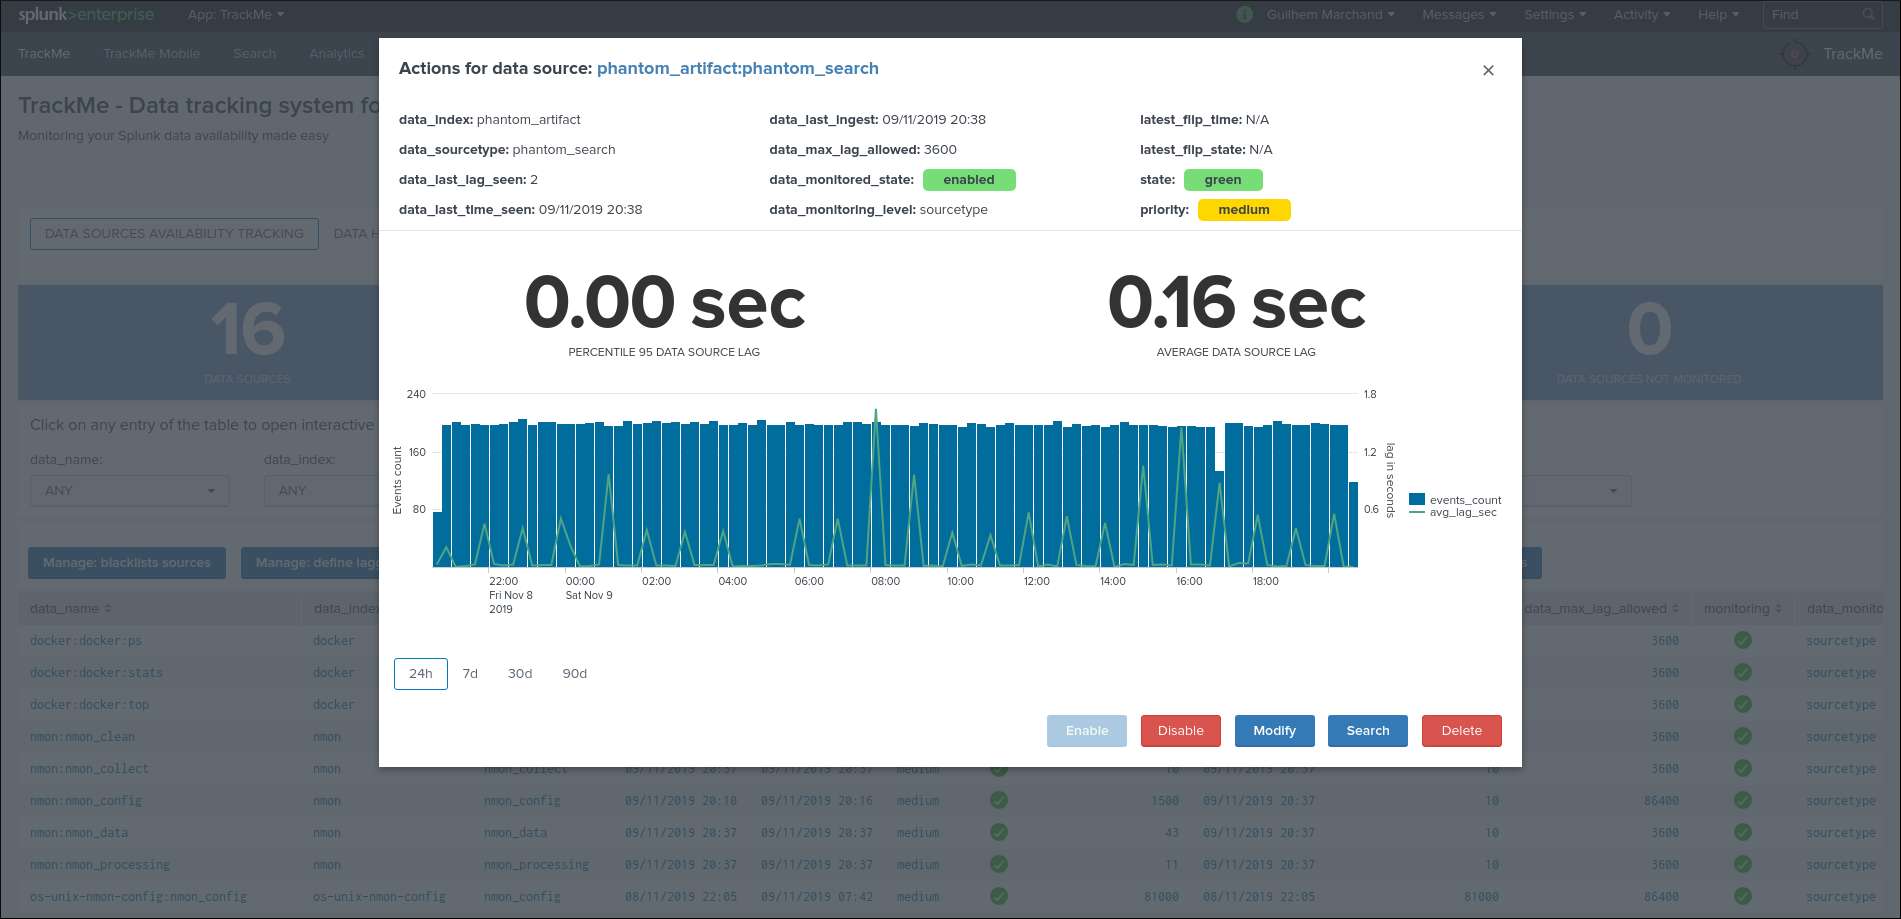 splunk>enterprise App: TrackMe Guilhem Marchand Messages Settings Activity Help Find
TrackMe TrackMe Mobile Search Analytics TrackMe
TrackMe - Data tracking system fo
Monitoring your Splunk data availability made easy
Actions for data source: phantom_artifact:phantom_search
data_index: phantom_artifact data_last_ingest: 09/11/2019 20:38 latest_flip_time: N/A
data_sourcetype: phantom_search data_max_lag_allowed: 3600 latest_flip_state: N/A
data_last_lag_seen: 2 data_monitored_state: enabled state: green
data_last_time_seen: 09/11/2019 20:38 data_monitoring_level: sourcetype priority: medium
DATA SOURCES AVAILABILITY TRACKING DATA H
16
DATA SOURCES
0.00 sec
PERCENTILE 95 DATA SOURCE LAG
0.16 sec
AVERAGE DATA SOURCE LAG
0
DATA SOURCES NOT MONITORED
Click on any entry of the table to open interactive
data_name: data_index:
ANY ANY
240
160
80
Events count
1.8
1.2
0.6
lag in seconds
events_count
avg_lag_sec
22:00 00:00 02:00 04:00 06:00 08:00 10:00 12:00 14:00 16:00 18:00
Fri Nov 8 Sat Nov 9
2019
Manage: blacklists sources Manage: define lagg s
24h 7d 30d 90d
Enable Disable Modify Search Delete
data_name data_index data_max_lag_allowed monitoring data_monito
docker:docker:ps docker 3600 sourcetype
docker:docker:stats docker 3600 sourcetype
docker:docker:top docker 3600 sourcetype
nmon:nmon_clean nmon 3600 sourcetype
nmon:nmon_collect nmon nmon_collect 09/11/2019 20:37 09/11/2019 20:37 medium 10 09/11/2019 20:37 10 3600 sourcetype
nmon:nmon_config nmon nmon_config 09/11/2019 20:10 09/11/2019 20:16 medium 1500 09/11/2019 20:37 10 86400 sourcetype
nmon:nmon_data nmon nmon_data 09/11/2019 20:37 09/11/2019 20:37 medium 43 09/11/2019 20:37 10 3600 sourcetype
nmon:nmon_processing nmon nmon_processing 09/11/2019 20:37 09/11/2019 20:37 medium 11 09/11/2019 20:37 10 3600 sourcetype
os-unix-nmon-config:nmon_config os-unix-nmon-config nmon_config 08/11/2019 22:05 09/11/2019 07:42 medium 81000 08/11/2019 22:05 81000 86400 sourcetype